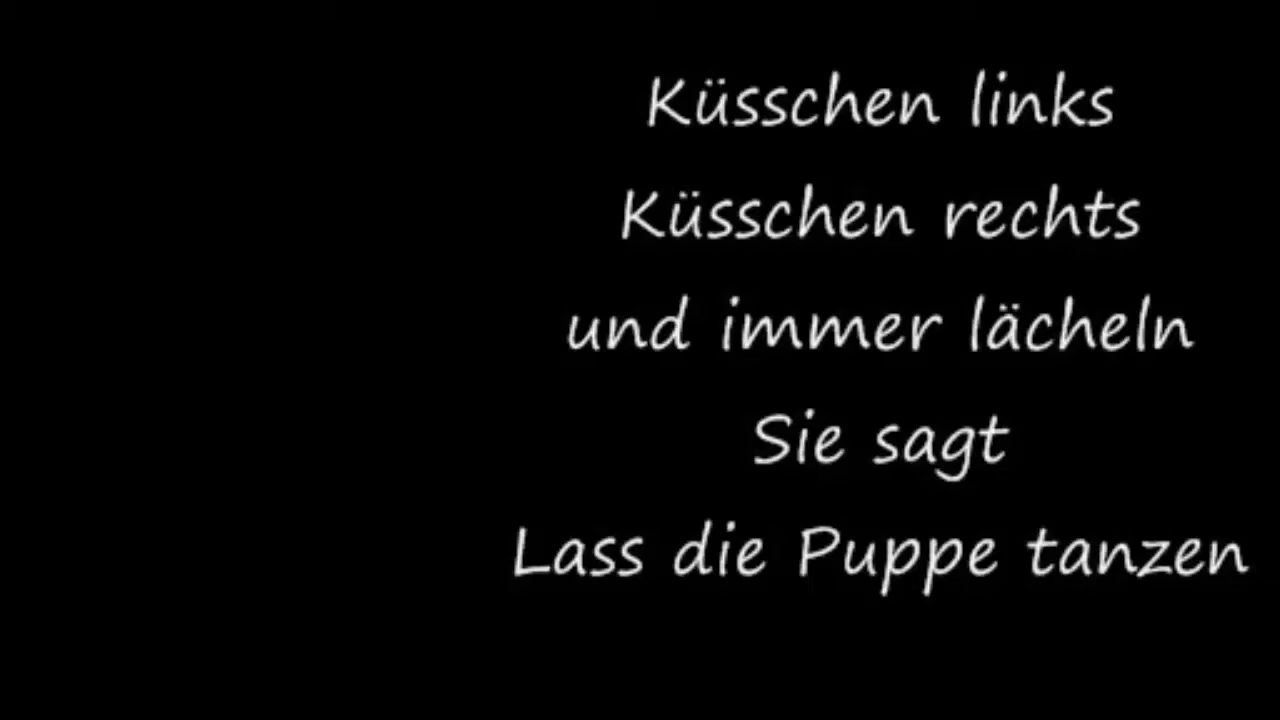 Küsschen links
Küsschen rechts
und immer lächeln
Sie sagt
Lass die Puppe tanzen